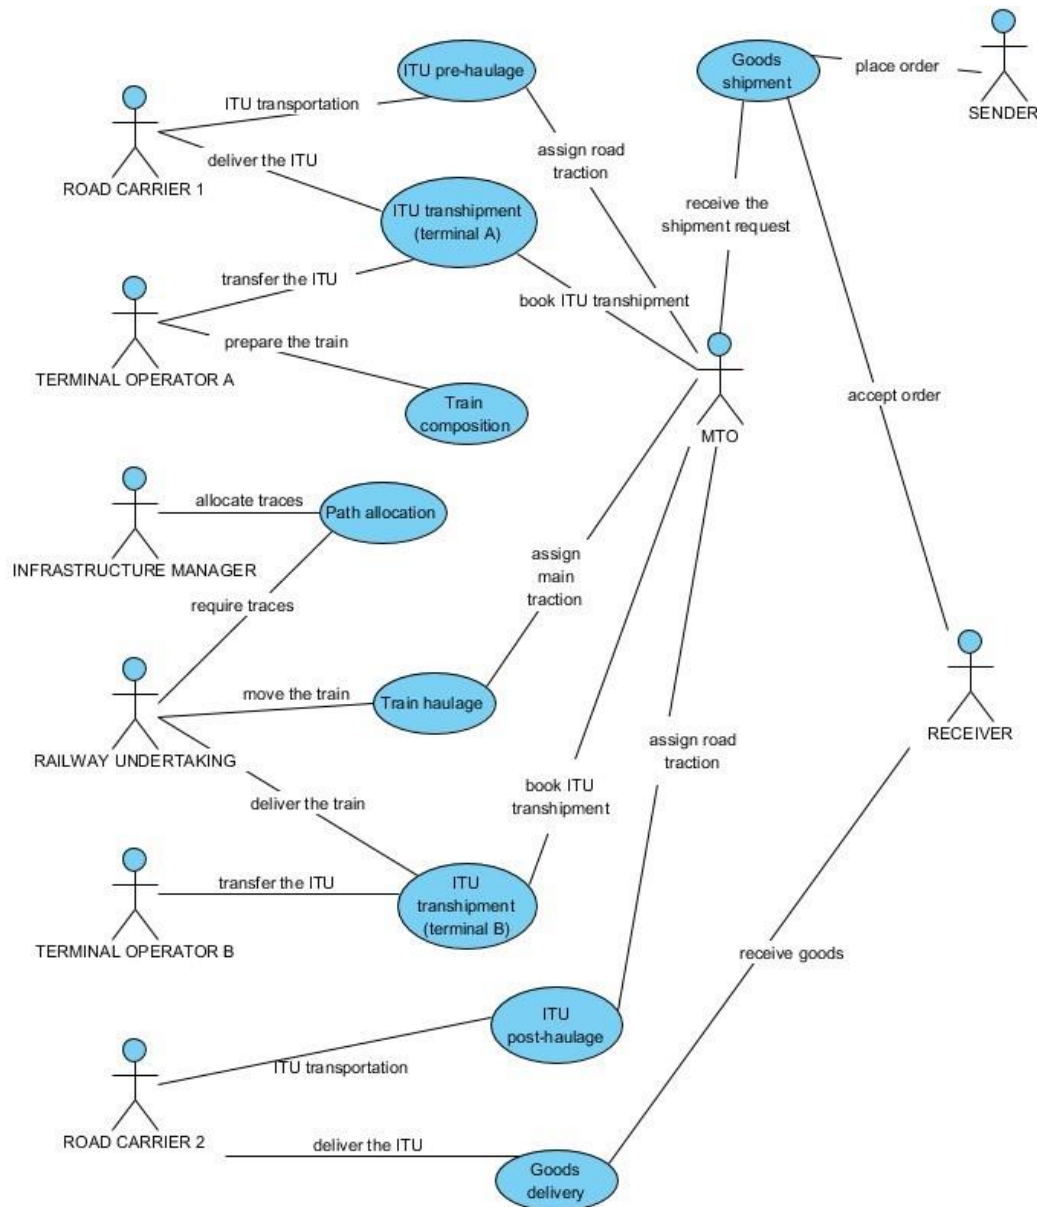 ITU pre-haulage
Goods
shipment
place order
SENDER
ITU transportation
deliver the ITU
ROAD CARRIER 1
assign road
traction
ITU transhipment
(terminal A)
receive the
shipment request
transfer the ITU
book ITU transhipment
prepare the train
TERMINAL OPERATOR A
Train
composition
MTO
accept order
allocate traces
Path allocation
INFRASTRUCTURE MANAGER
assign
main
traction
require traces
move the train
Train haulage
RAILWAY UNDERTAKING
RECEIVER
assign road
traction
book ITU
transhipment
deliver the train
transfer the ITU
ITU
transhipment
(terminal B)
TERMINAL OPERATOR B
receive goods
ITU
post-haulage
ITU transportation
ROAD CARRIER 2
deliver the ITU
Goods
delivery